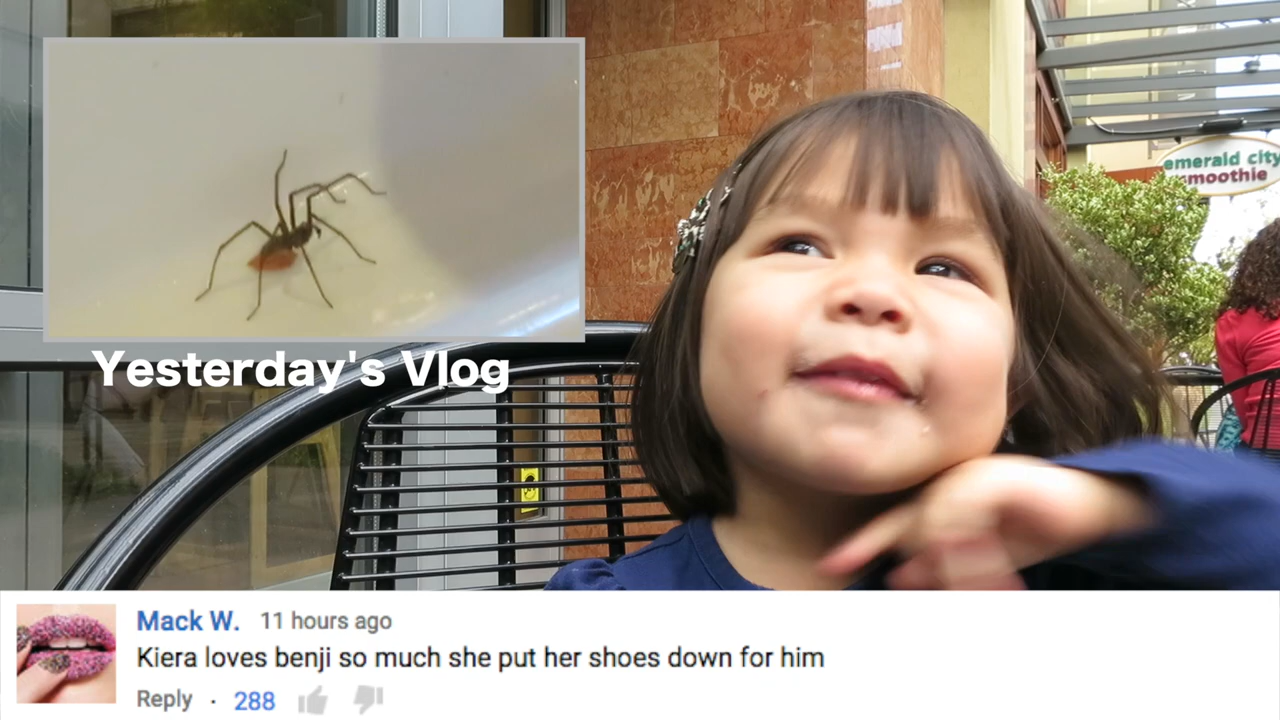 emerald city
smoothie
Yesterday's Vlog
Mack W. 11 hours ago
Kiera loves benji so much she put her shoes down for him
Reply · 288